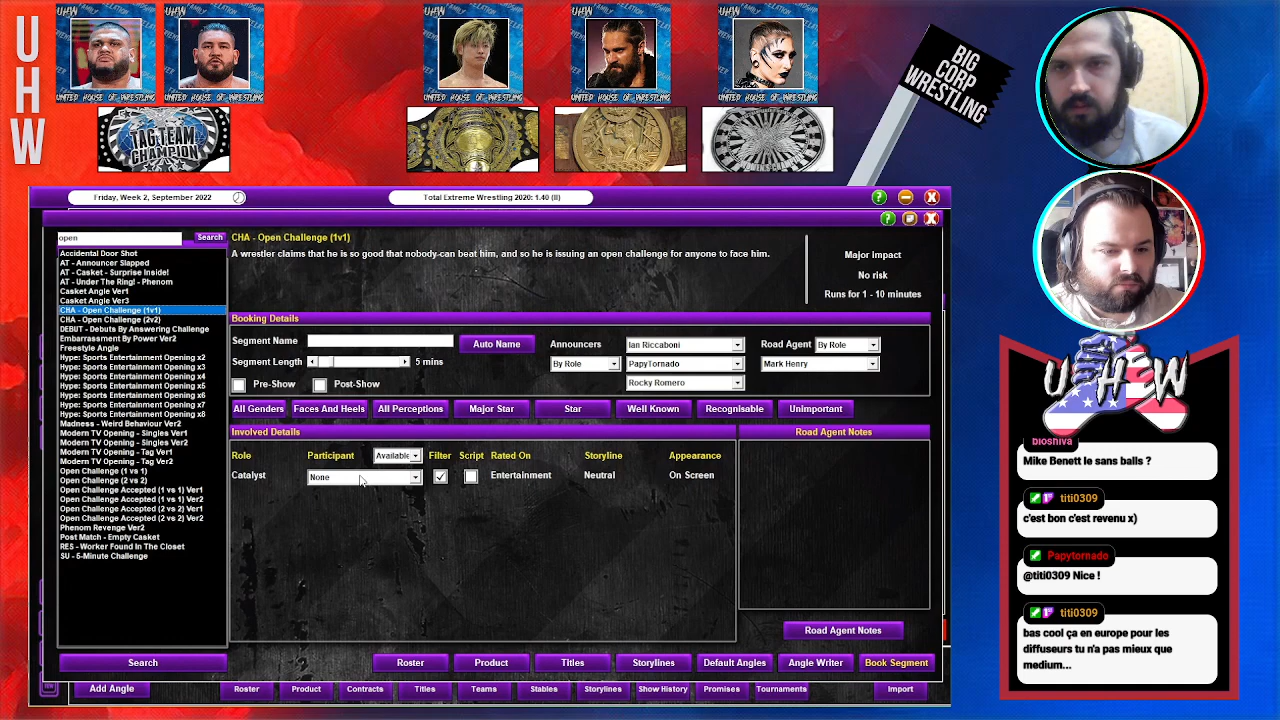 UHW
UNITED HOUSE OF WRESTLING
UNITED HOUSE OF WRESTLING
UNITED HOUSE OF WRESTLING
UNITED HOUSE OF WRESTLING
UNITED HOUSE OF WRESTLING
TAG TEAM
CHAMPION
BIG
CORP
WRESTLING
Friday, Week 2, September 2022
Total Extreme Wrestling 2020: 1.40 (II)
open
Search
Accidental Door Shot
AT - Announcer Slapped
AT - Casket - Surprise Inside!
AT - Under The Ring! - Phenom
Casket Angle Ver1
Casket Angle Ver3
CHA - Open Challenge (1v1)
CHA - Open Challenge (2v2)
DEBUT - Debuts By Answering Challenge
Embarrassment By Power Ver2
Freestyle Angle
Hype: Sports Entertainment Opening x2
Hype: Sports Entertainment Opening x3
Hype: Sports Entertainment Opening x4
Hype: Sports Entertainment Opening x5
Hype: Sports Entertainment Opening x6
Hype: Sports Entertainment Opening x7
Hype: Sports Entertainment Opening x8
Madness - Weird Behaviour Ver2
Modern TV Opening - Singles Ver1
Modern TV Opening - Singles Ver2
Modern TV Opening - Tag Ver1
Modern TV Opening - Tag Ver2
Open Challenge (1 vs 1)
Open Challenge (2 vs 2)
Open Challenge Accepted (1 vs 1) Ver1
Open Challenge Accepted (1 vs 1) Ver2
Open Challenge Accepted (2 vs 2) Ver1
Open Challenge Accepted (2 vs 2) Ver2
Phenom Revenge Ver2
Post Match - Empty Casket
RES - Worker Found In The Closet
SU - 5-Minute Challenge
Search
CHA - Open Challenge (1v1)
A wrestler claims that he is so good that nobody can beat him, and so he is issuing an open challenge for anyone to face him.
Major Impact
No risk
Runs for 1 - 10 minutes
Booking Details
Segment Name
Auto Name
Announcers
Ian Riccaboni
Road Agent
By Role
Segment Length
5 mins
By Role
PapyTornado
Mark Henry
Pre-Show
Post-Show
Rocky Romero
All Genders
Faces And Heels
All Perceptions
Major Star
Star
Well Known
Recognisable
Unimportant
Involved Details
Road Agent Notes
Role
Participant
Available
Filter
Script
Rated On
Storyline
Appearance
Catalyst
None
Entertainment
Neutral
On Screen
Road Agent Notes
Roster
Product
Titles
Storylines
Default Angles
Angle Writer
Book Segment
Add Angle
Roster
Product
Contracts
Titles
Teams
Stables
Storylines
Show History
Promises
Tournaments
Import
UHW
bioshiva
Mike Benett le sans balls ?
titi0309
c'est bon c'est revenu x)
Papytornado
@titi0309 Nice !
titi0309
bas cool ça en europe pour les
diffuseurs tu n'a pas mieux que
medium...